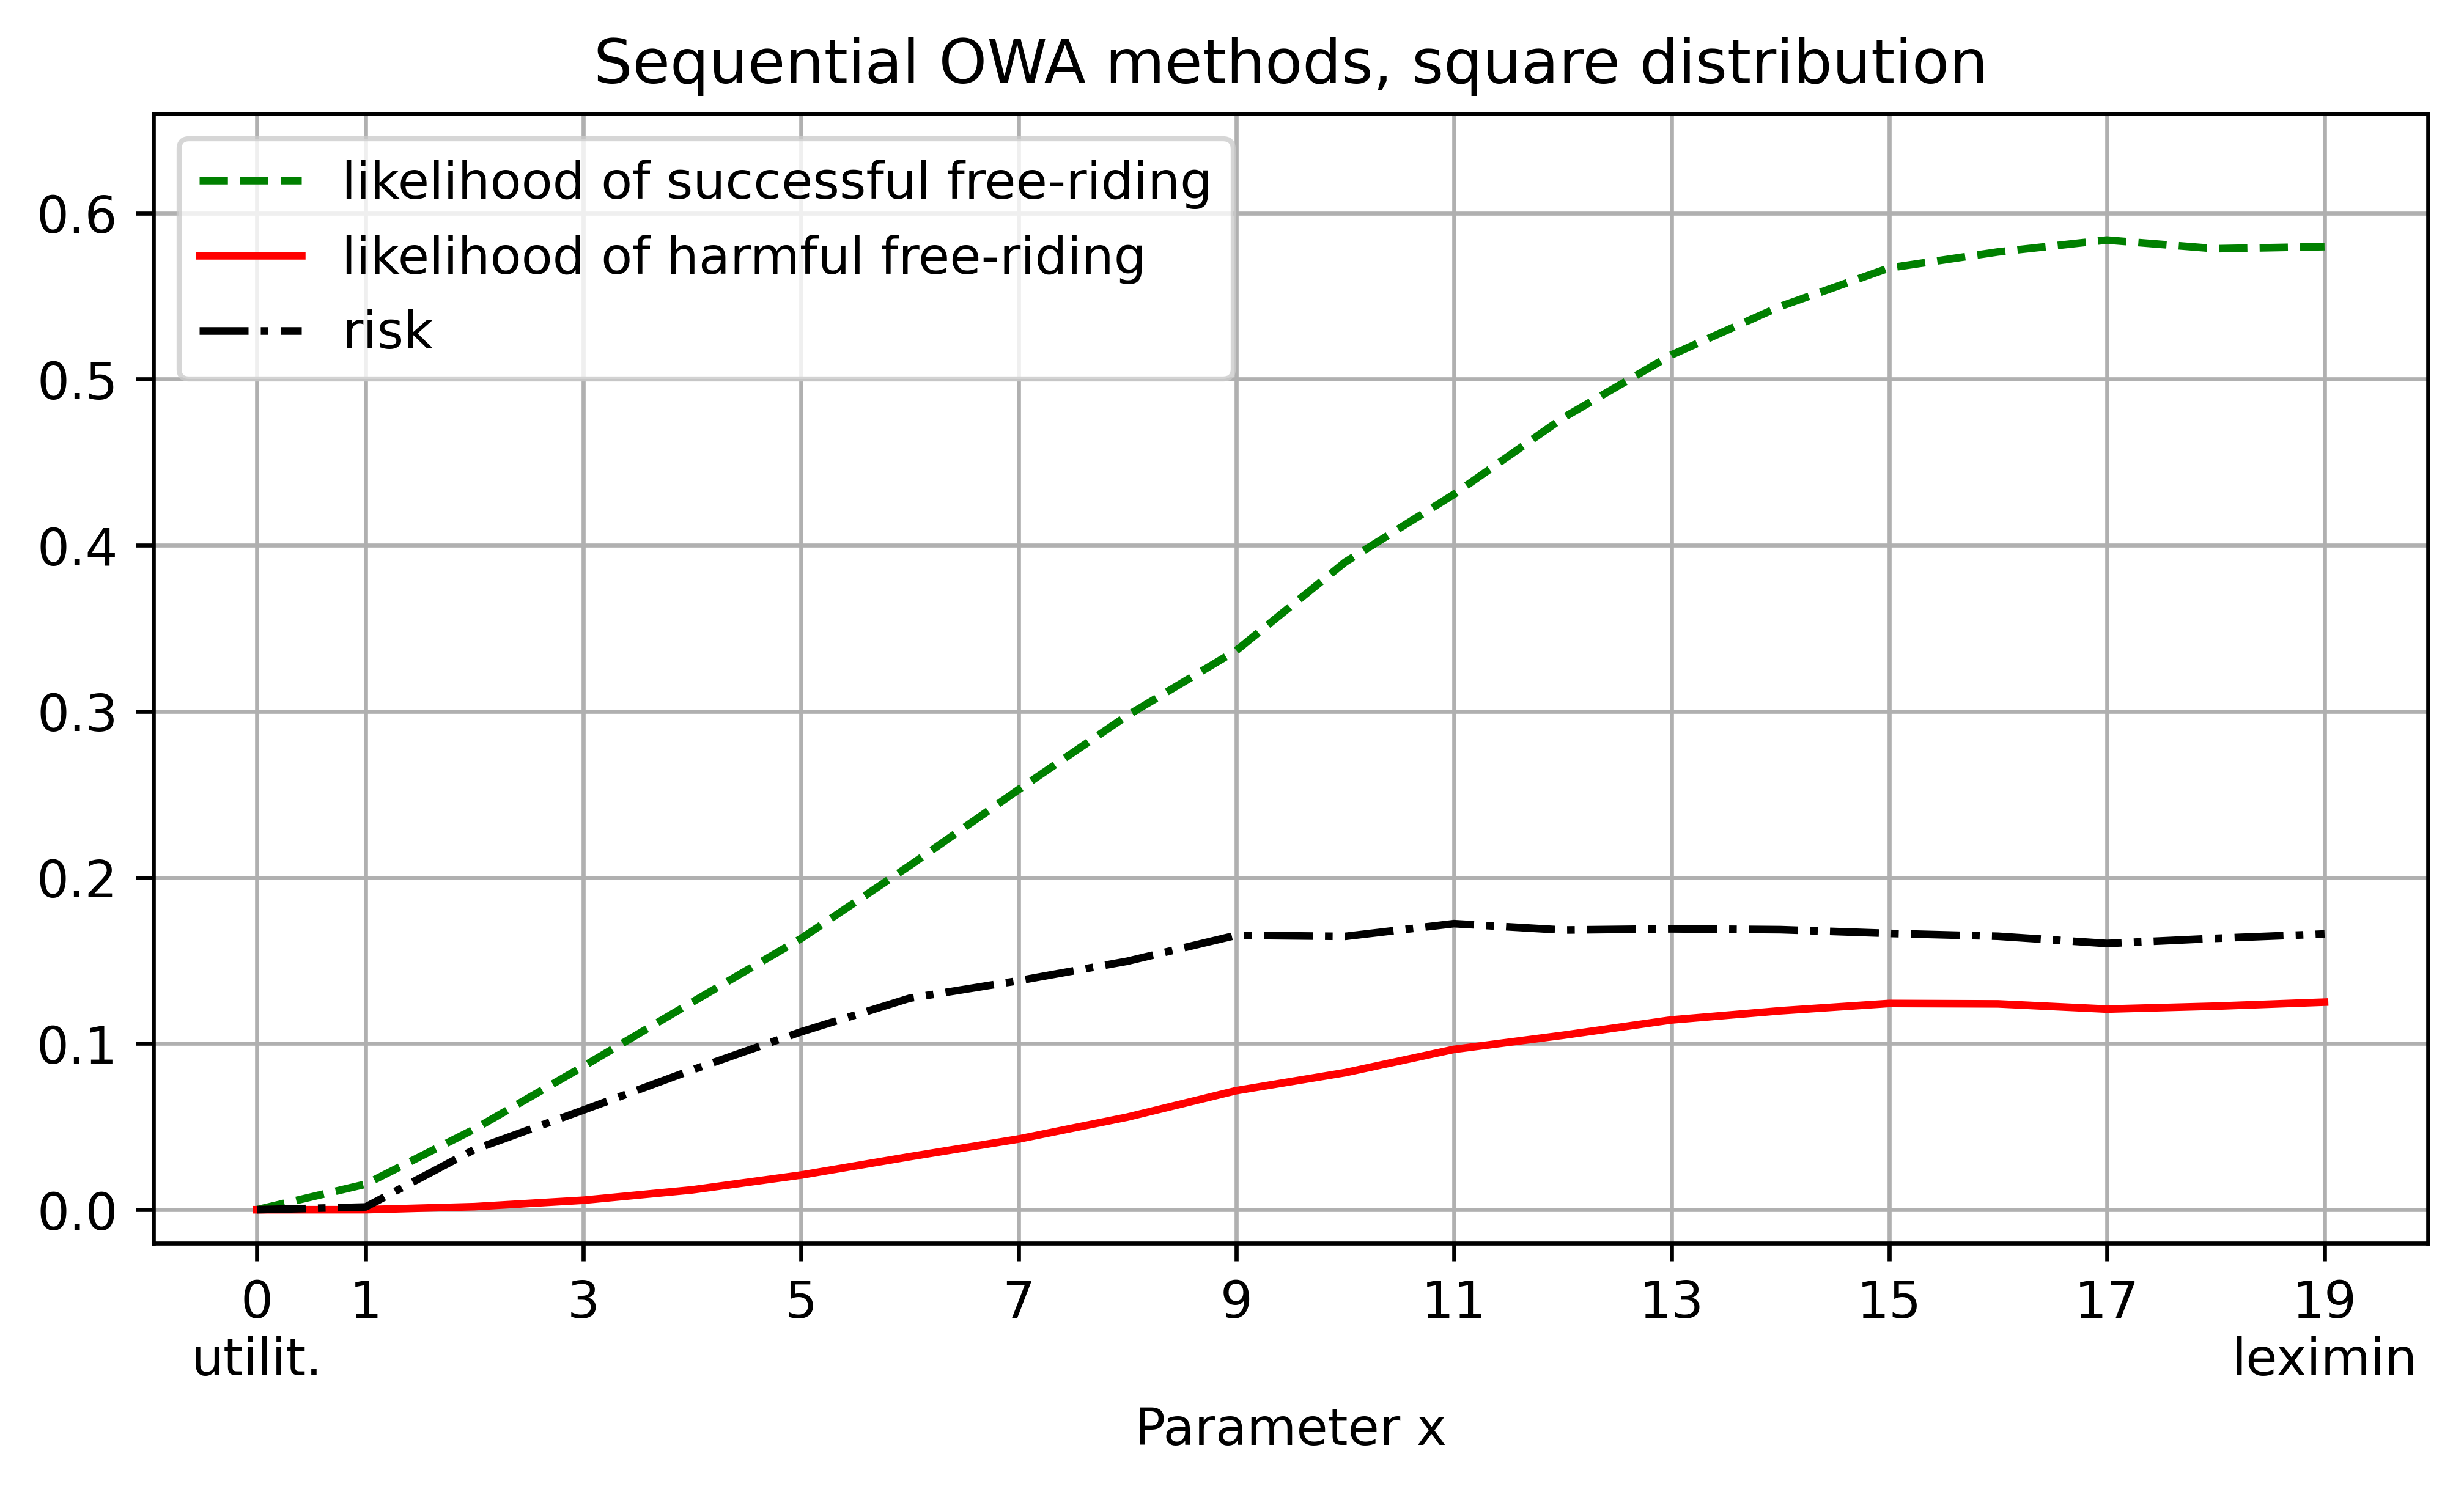 Sequential OWA methods, square distribution
likelihood of successful free-riding
likelihood of harmful free-riding
risk
0.6
0.5
0.4
0.3
0.2
0.1
0.0
0 1 3 5 7 9 11 13 15 17 19
utilit. leximin
Parameter x